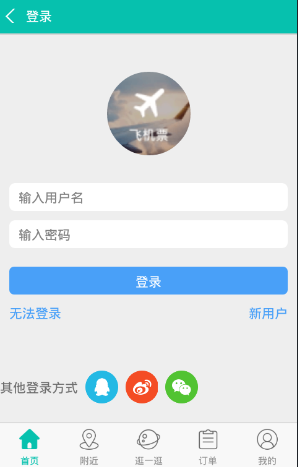 登录
飞机票
输入用户名
输入密码
登录
无法登录 新用户
其他登录方式
首页 附近 逛一逛 订单 我的